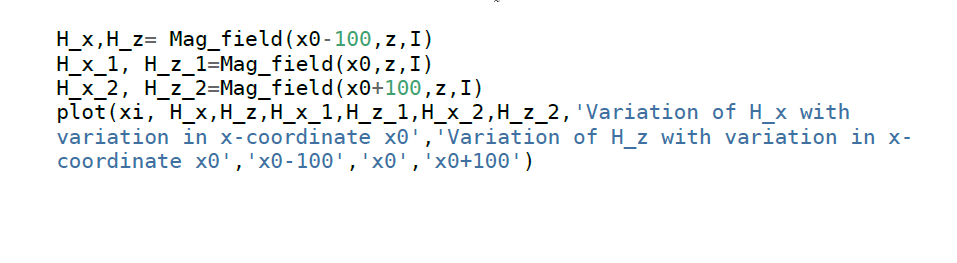 H_x,H_z= Mag_field(x0-100,z,I)
H_x_1, H_z_1=Mag_field(x0,z,I)
H_x_2, H_z_2=Mag_field(x0+100,z,I)
plot(xi, H_x,H_z,H_x_1,H_z_1,H_x_2,H_z_2,'Variation of H_x with
variation in x-coordinate x0','Variation of H_z with variation in x-
coordinate x0','x0-100','x0','x0+100')